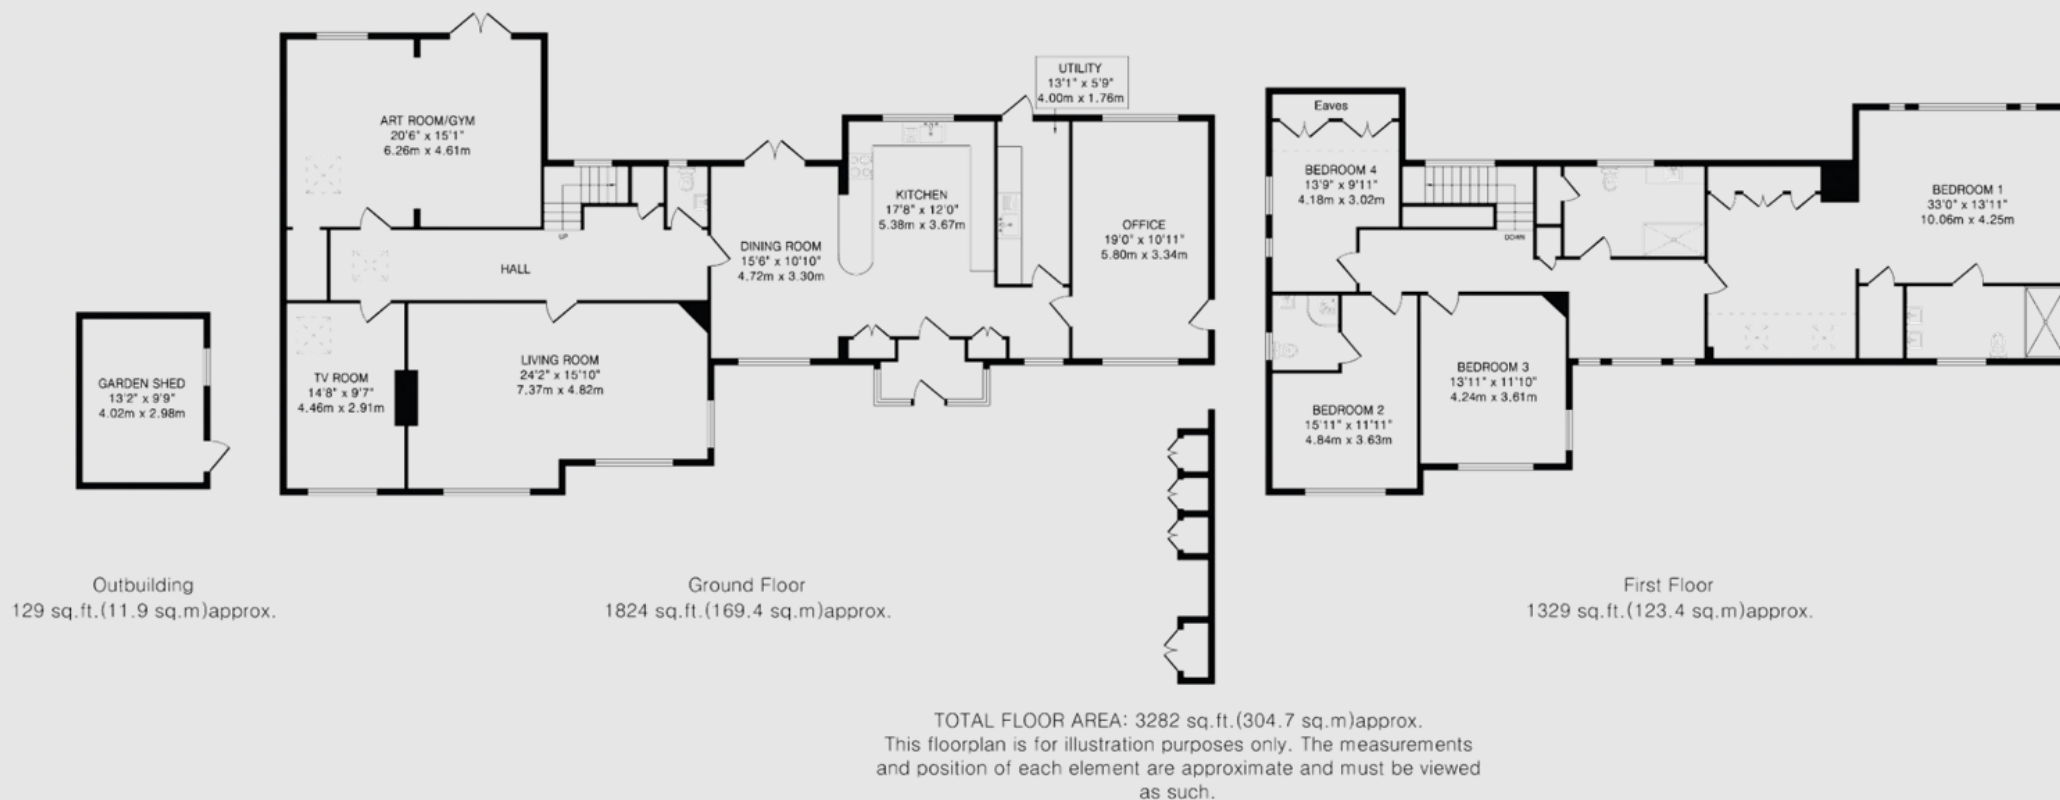 ART ROOM/GYM
20'6" x 15'1"
6.26m x 4.61m
UTILITY
13'1" x 5'9"
4.00m x 1.76m
KITCHEN
17'8" x 12'0"
5.38m x 3.67m
OFFICE
19'0" x 10'11"
5.80m x 3.34m
DINING ROOM
15'6" x 10'10"
4.72m x 3.30m
UP
HALL
LIVING ROOM
24'2" x 15'10"
7.37m x 4.82m
TV ROOM
14'8" x 9'7"
4.46m x 2.91m
GARDEN SHED
13'2" x 9'9"
4.02m x 2.98m
Eaves
BEDROOM 4
13'9" x 9'11"
4.18m x 3.02m
DOWN
BEDROOM 1
33'0" x 13'11"
10.06m x 4.25m
BEDROOM 3
13'11" x 11'10"
4.24m x 3.61m
BEDROOM 2
15'11" x 11'11"
4.84m x 3.63m
Outbuilding
129 sq.ft.(11.9 sq.m)approx.
Ground Floor
1824 sq.ft.(169.4 sq.m)approx.
First Floor
1329 sq.ft.(123.4 sq.m)approx.
TOTAL FLOOR AREA: 3282 sq.ft.(304.7 sq.m)approx.
This floorplan is for illustration purposes only. The measurements
and position of each element are approximate and must be viewed
as such.